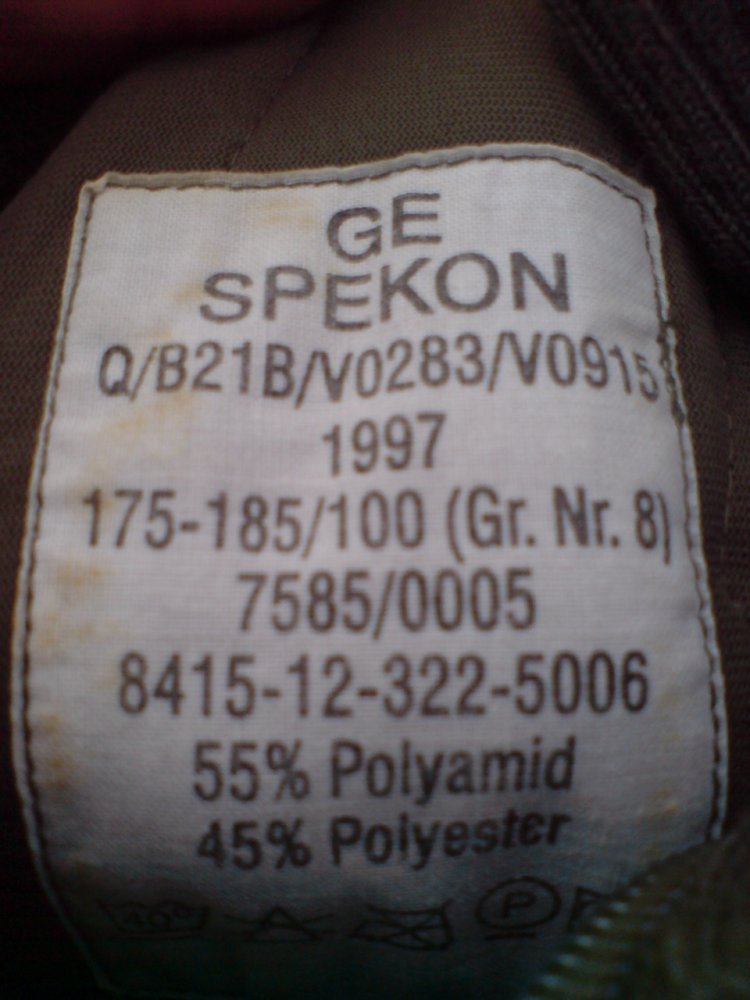 GE
SPEKON
Q/B21B/V0283/V0915
1997
175-185/100 (Gr. Nr. 8)
7585/0005
8415-12-322-5006
55% Polyamid
45% Polyester
40° P